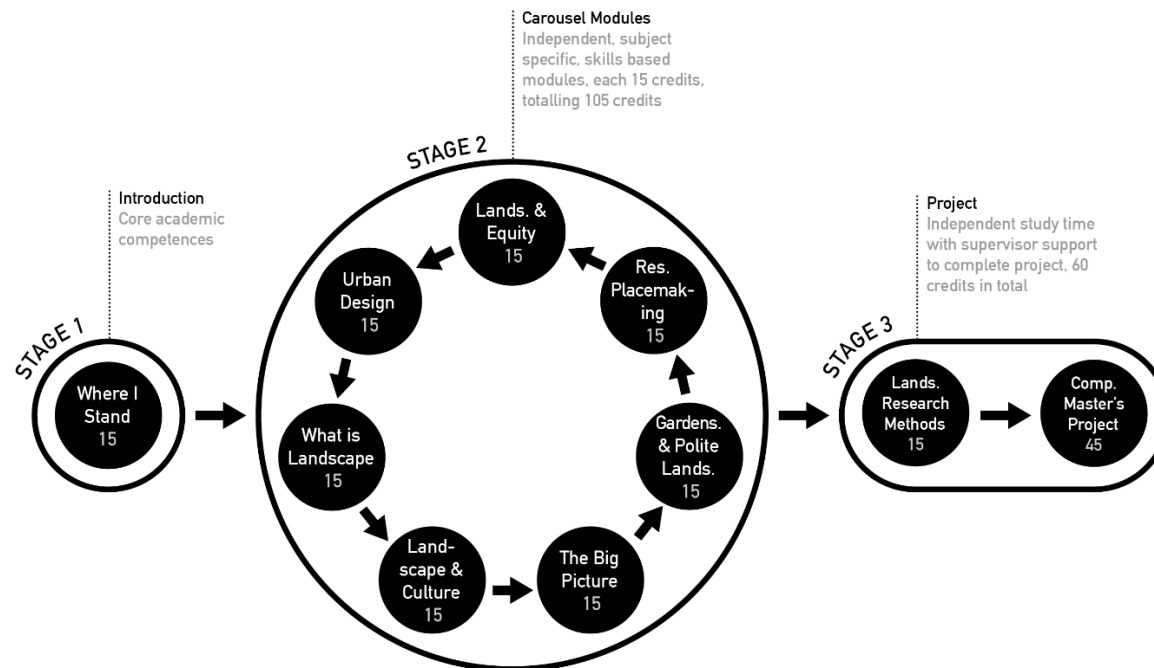 Carousel Modules
Independent, subject
specific, skills based
modules, each 15 credits,
totalling 105 credits
STAGE 2
Introduction
Core academic
competences
STAGE 1
Where I
Stand
15
Lands. &
Equity
15
Urban
Design
15
What is
Landscape
15
Land-
scape &
Culture
15
The Big
Picture
15
Gardens.
& Polite
Lands.
15
Res.
Placemak-
ing
15
Project
Independent study time
with supervisor support
to complete project, 60
credits in total
STAGE 3
Lands.
Research
Methods
15
Comp.
Master's
Project
45